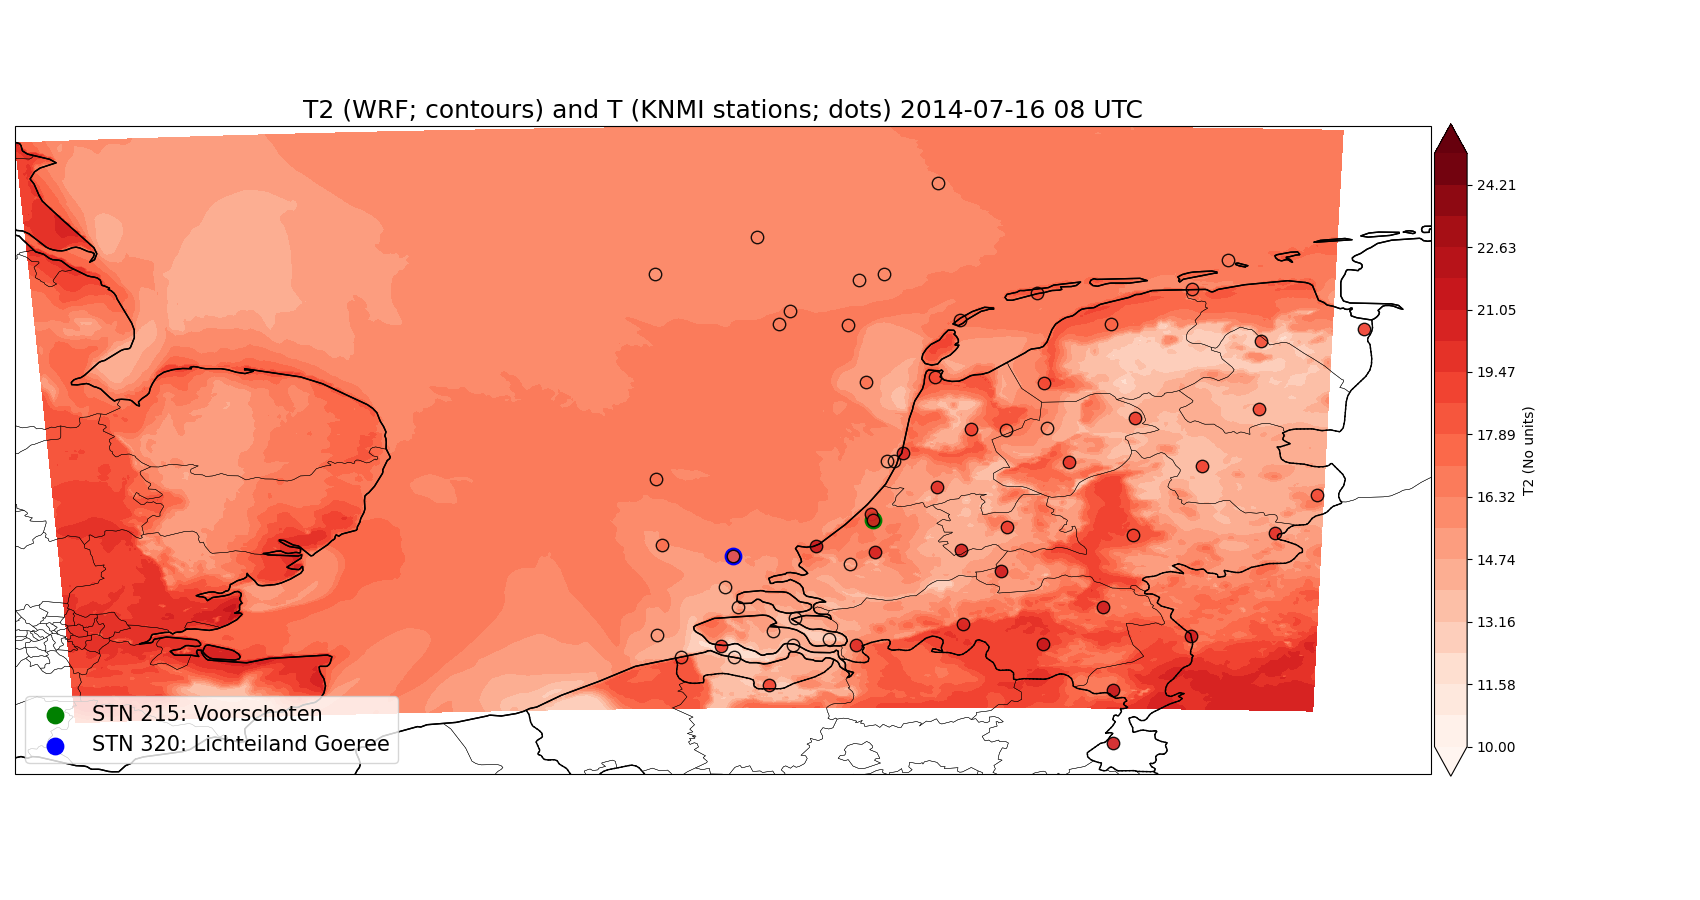 T2 (WRF; contours) and T (KNMI stations; dots) 2014-07-16 08 UTC
24.21
22.63
21.05
19.47
17.89
16.32
14.74
13.16
11.58
10.00
T2 (No units)
STN 215: Voorschoten
STN 320: Lichteiland Goeree